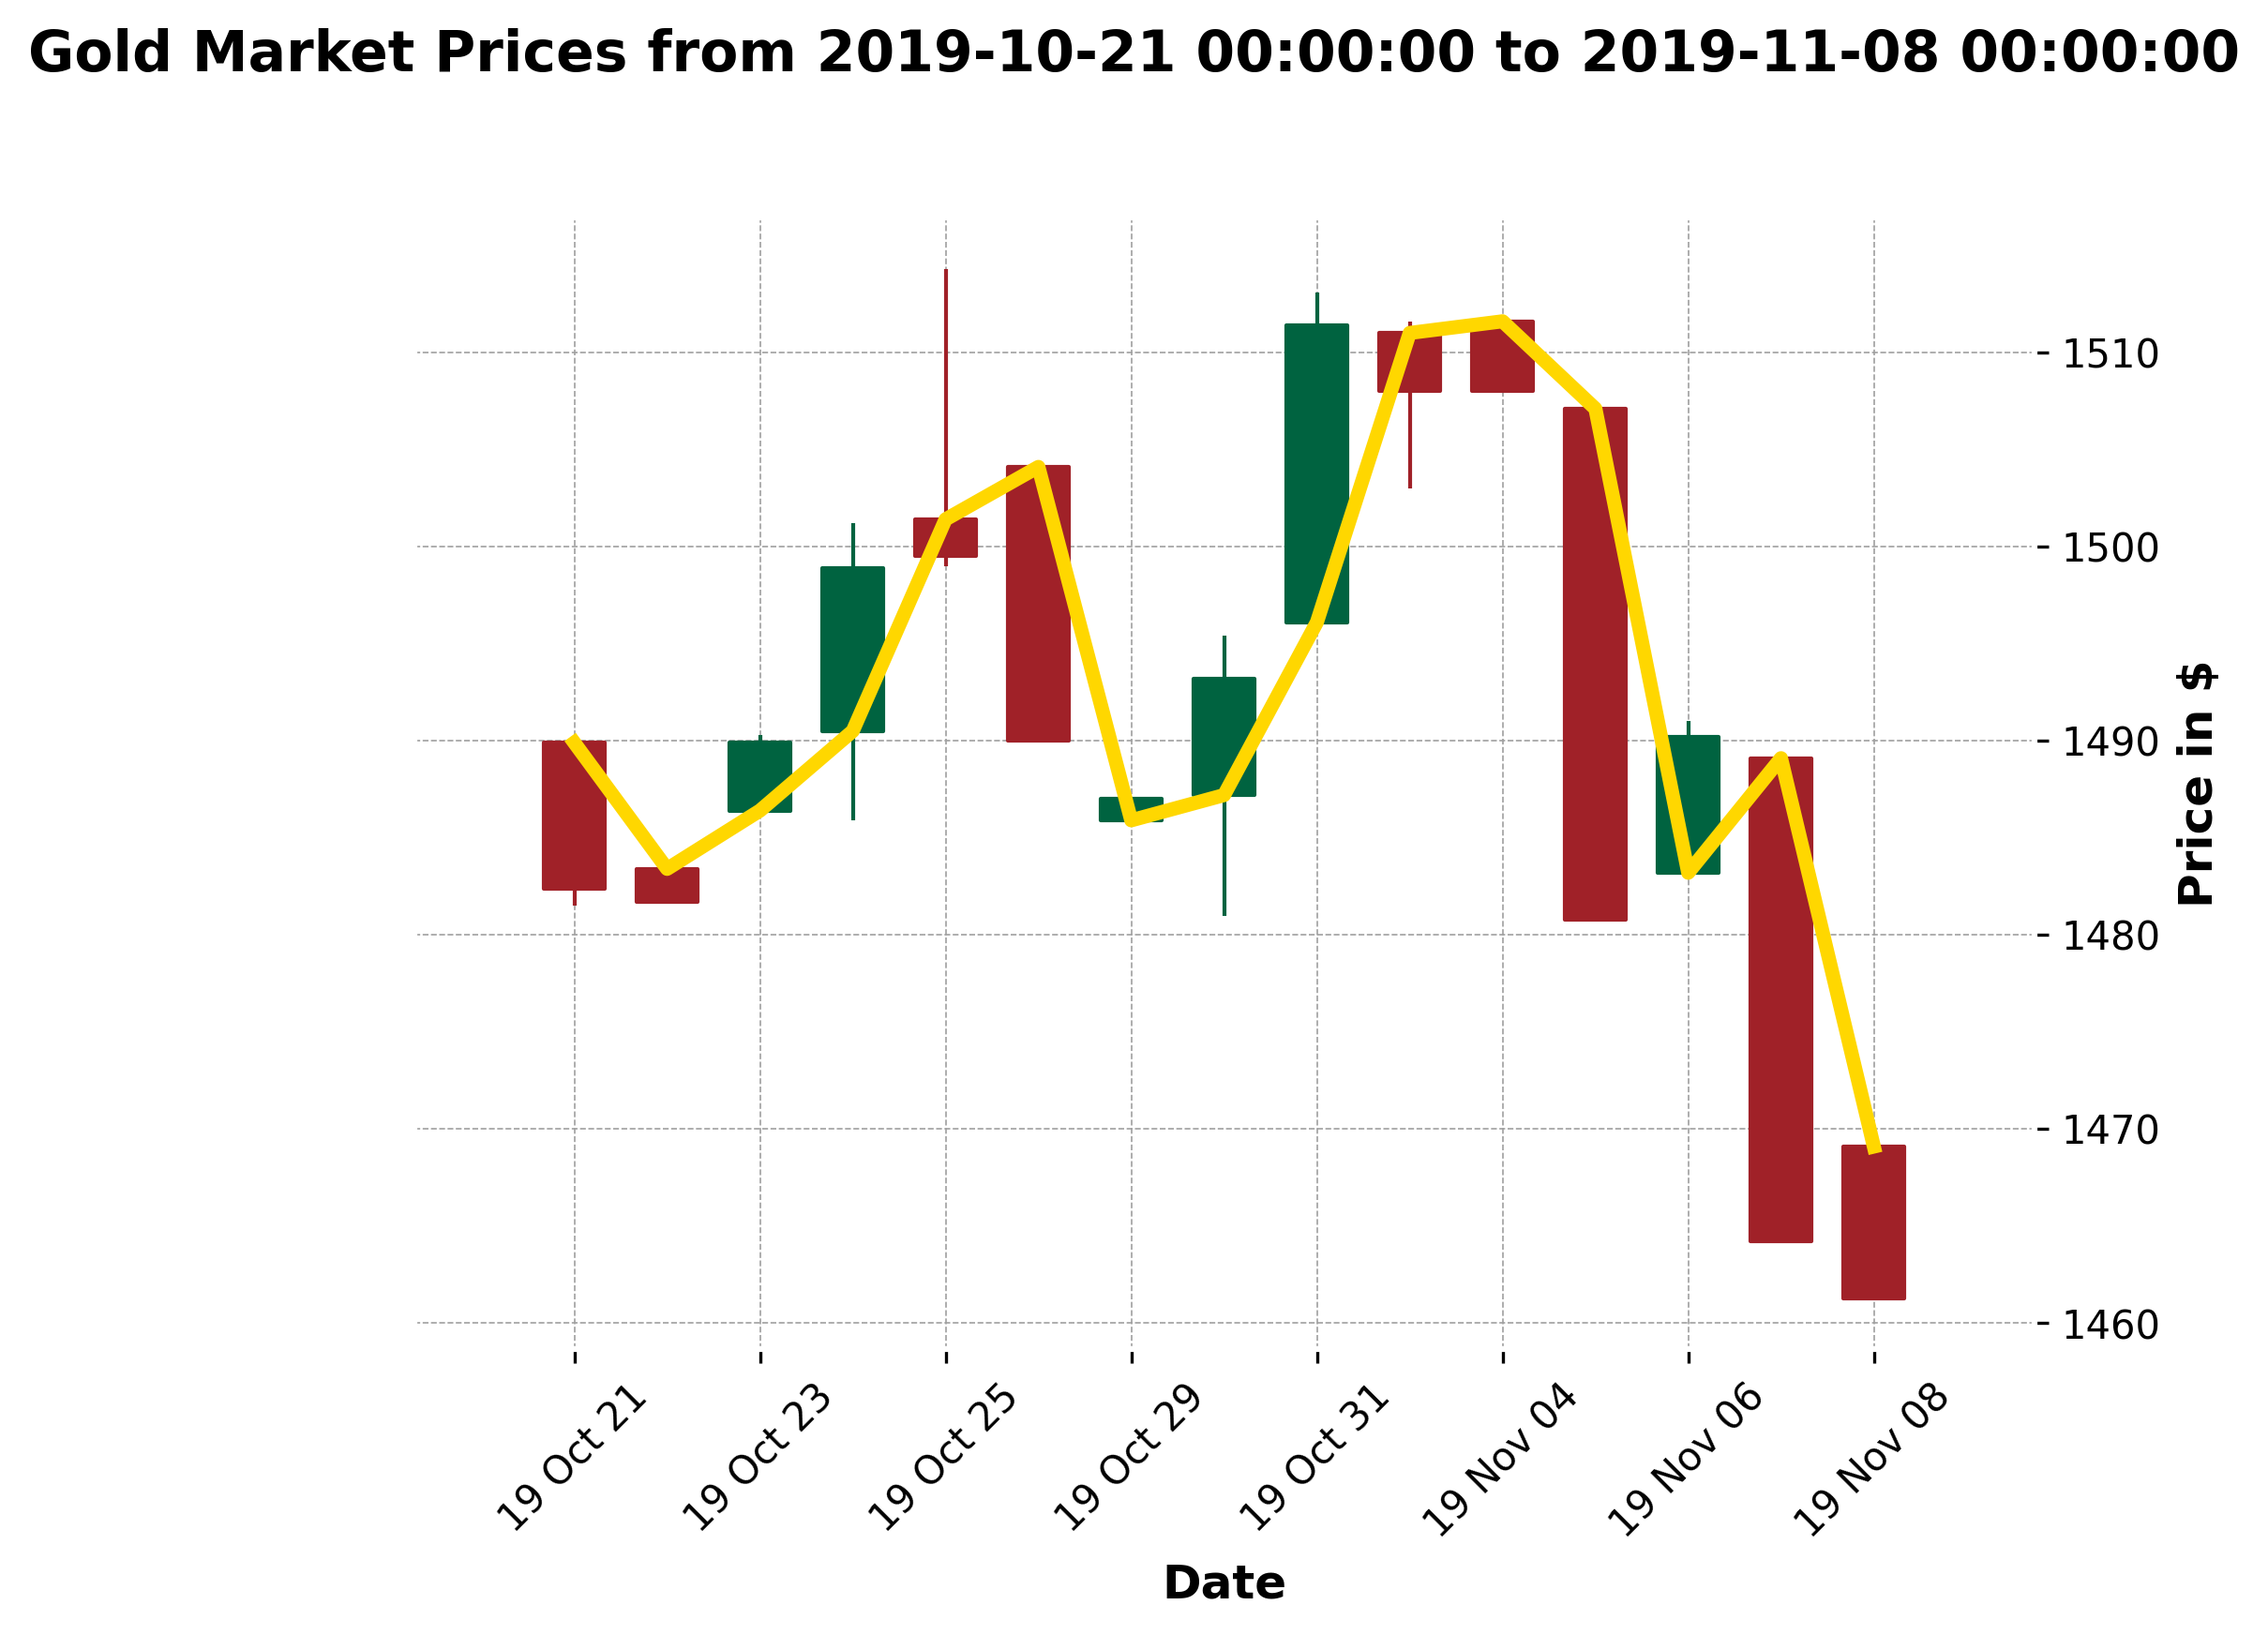 Gold Market Prices from 2019-10-21 00:00:00 to 2019-11-08 00:00:00
1510
1500
1490
1480
1470
1460
Price in $
19 Oct 21
19 Oct 23
19 Oct 25
19 Oct 29
19 Oct 31
19 Nov 04
19 Nov 06
19 Nov 08
Date